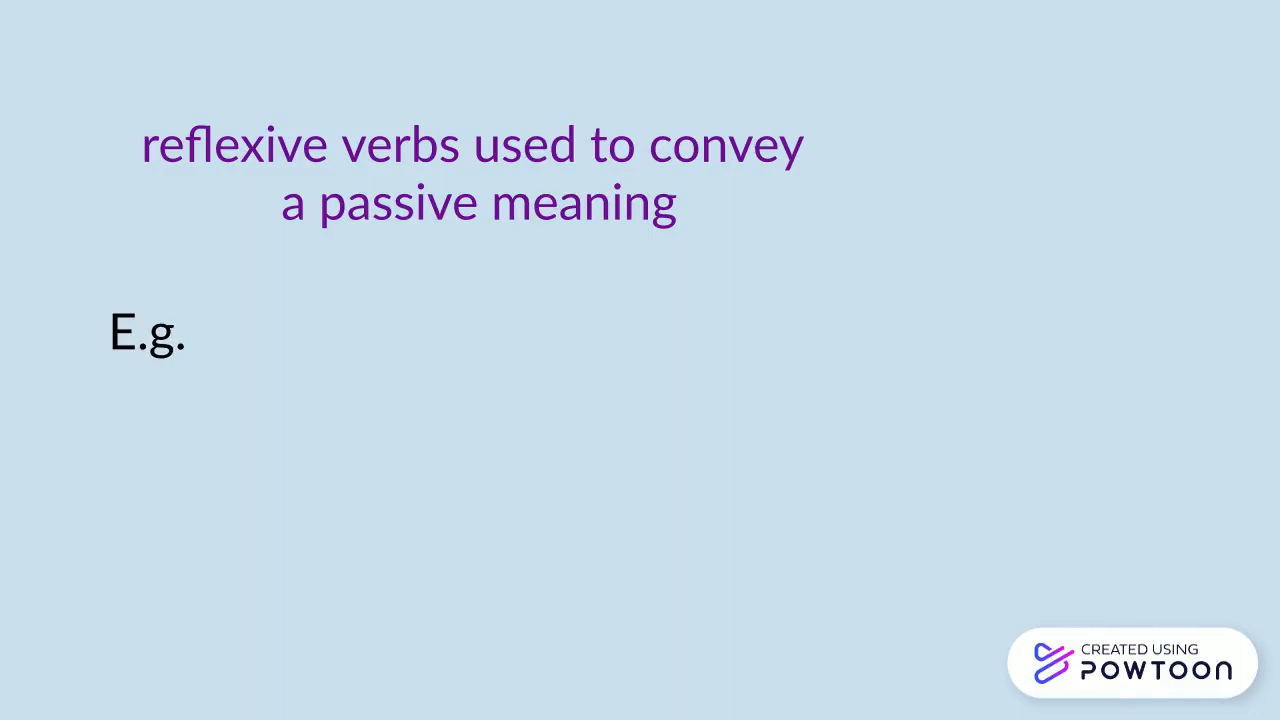 reflexive verbs used to convey
a passive meaning
E.g.
CREATED USING
POWTOON